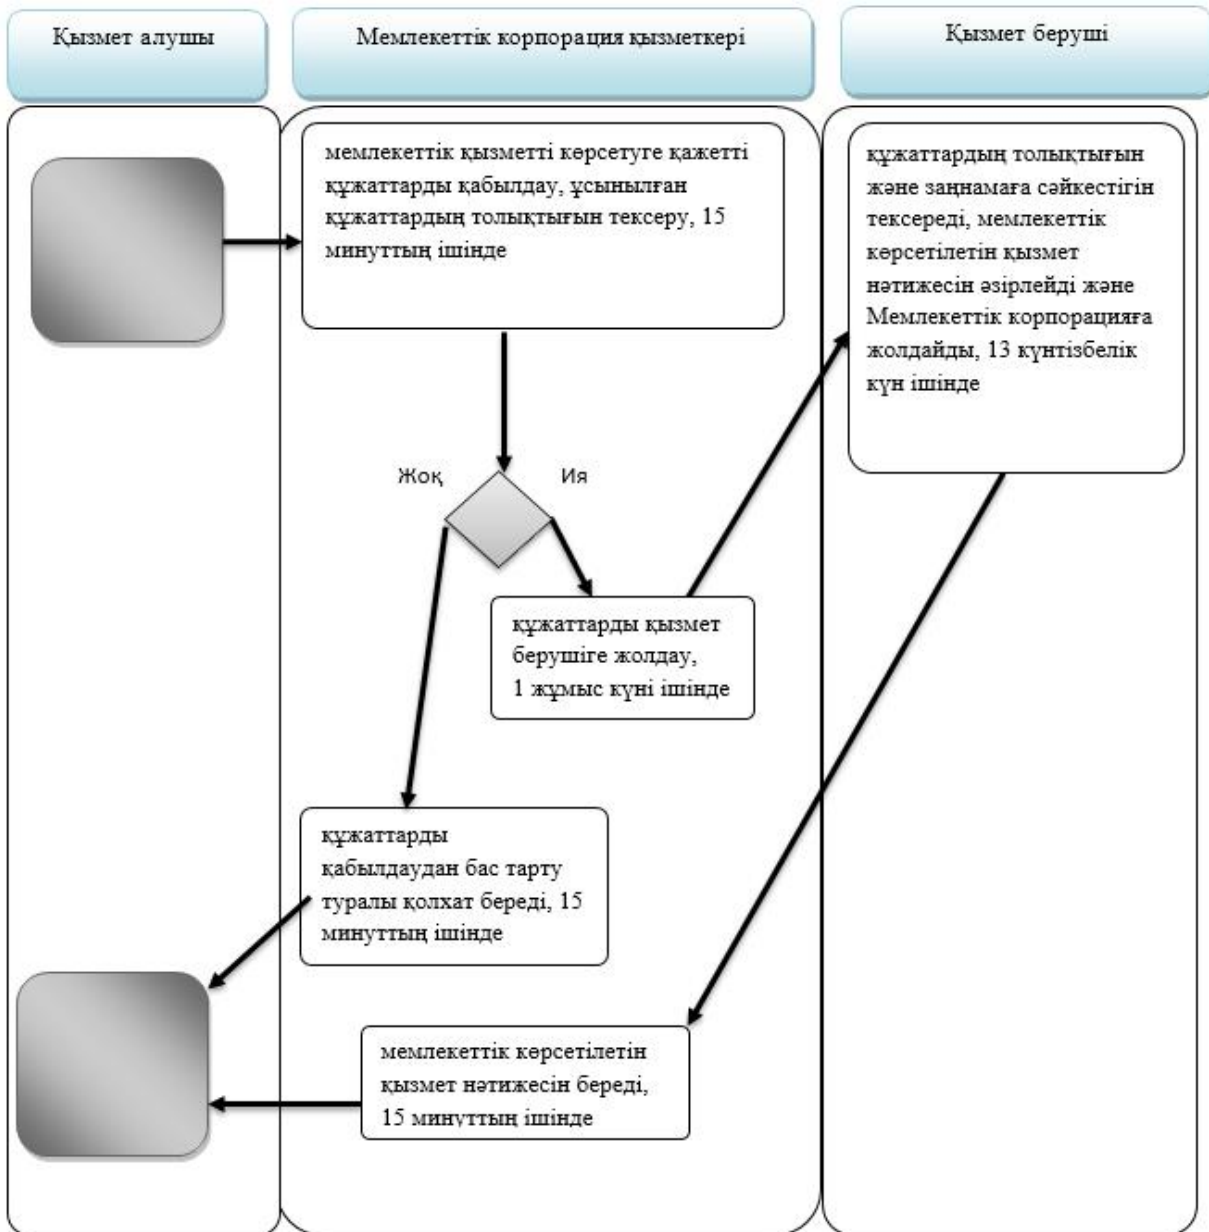 Қызмет алушы
Мемлекеттік корпорация қызметкері
Қызмет беруші
мемлекеттік қызметті көрсетуге қажетті
құжаттарды қабылдау, ұсынылған
құжаттардың толықтығын тексеру, 15
минуттың ішінде
құжаттардың толықтығын
және заңнамаға сәйкестігін
тексереді, мемлекеттік
көрсетілетін қызмет
нәтижесін әзірлейді және
Мемлекеттік корпорацияға
жолдайды, 13 күнтізбелік
күн ішінде
Жоқ
Ия
құжаттарды қызмет
берушіге жолдау,
1 жұмыс күні ішінде
құжаттарды
қабылдаудан бас тарту
туралы қолхат береді, 15
минуттың ішінде
мемлекеттік көрсетілетін
қызмет нәтижесін береді,
15 минуттың ішінде